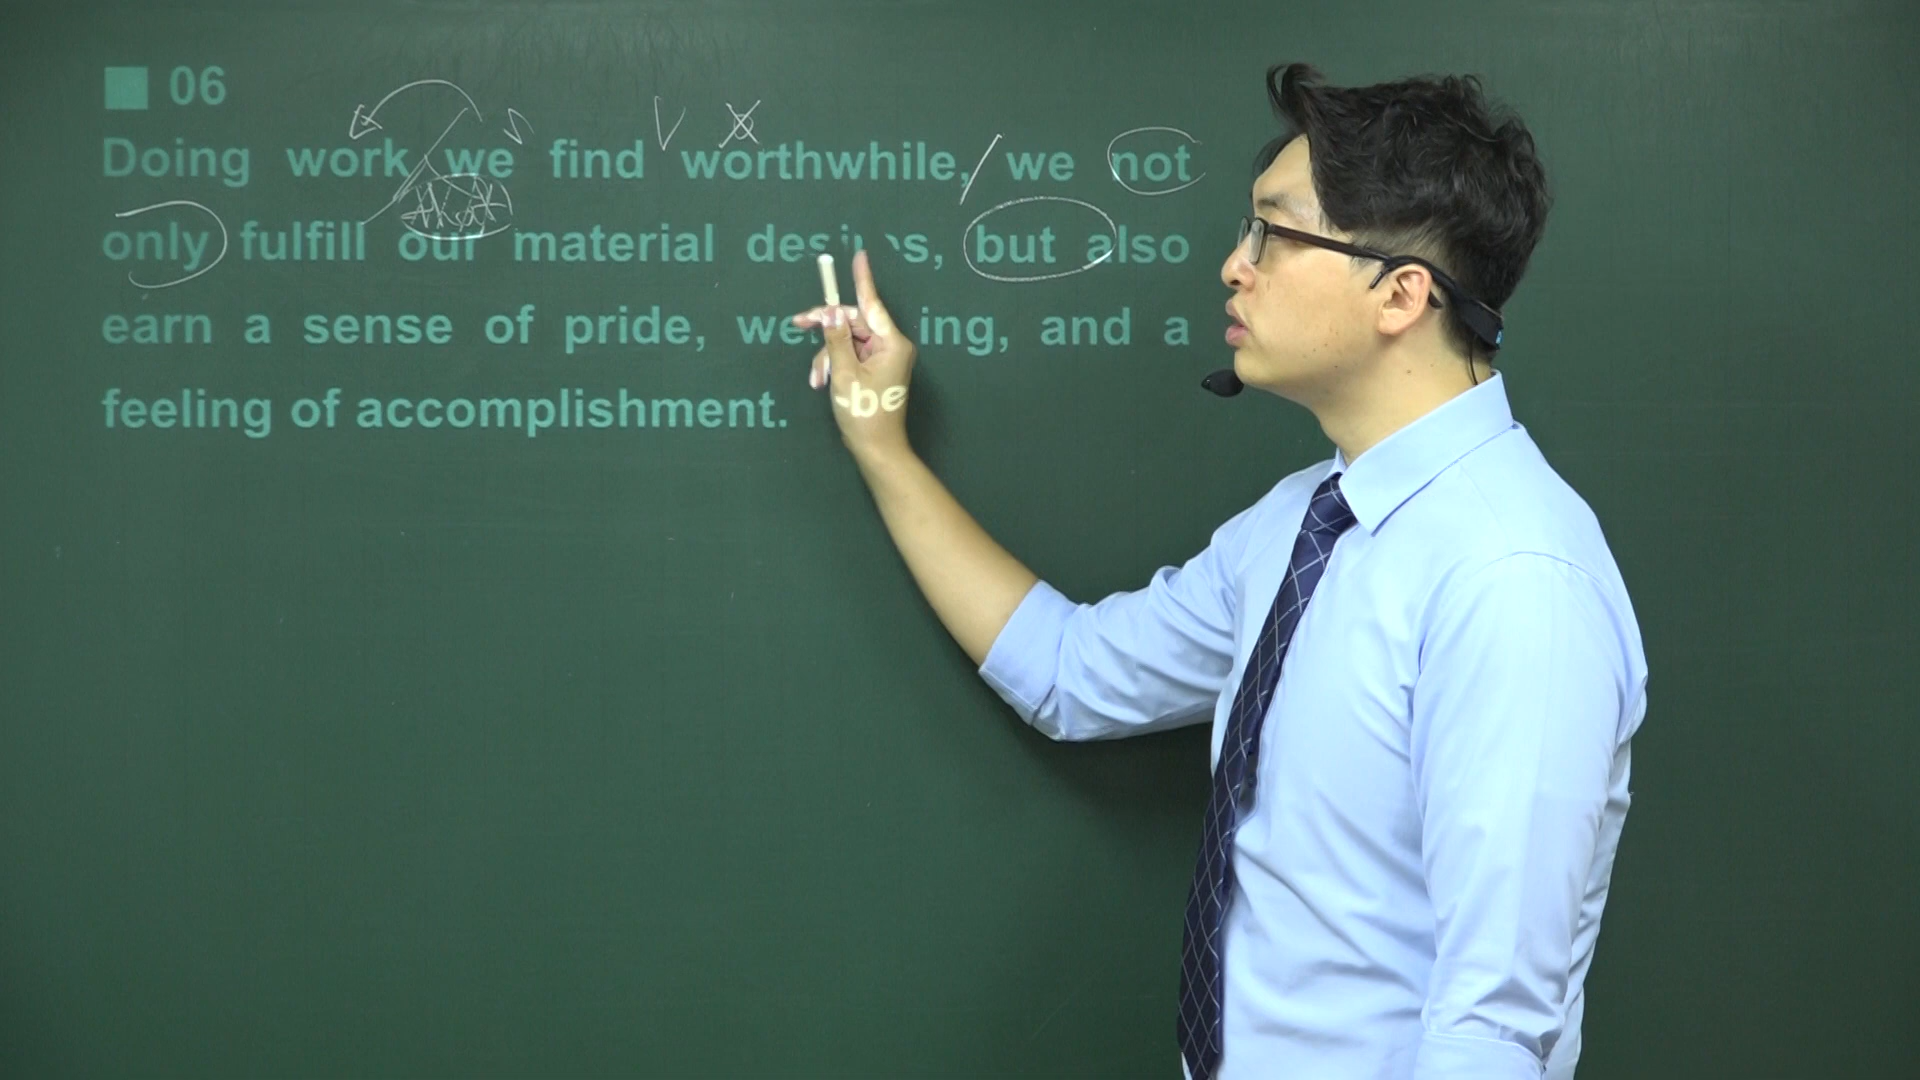 06
Doing work we find worthwhile, we not
that
only fulfill our material desires, but also
earn a sense of pride, well-being, and a
feeling of accomplishment.